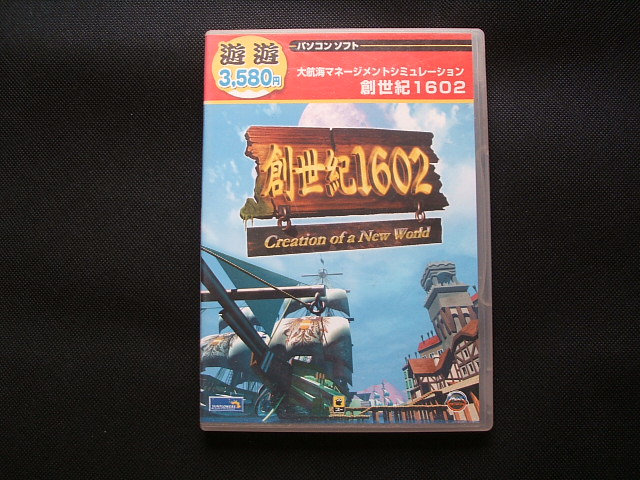 遊遊
3,580円
パソコンソフト
大航海マネージメントシミュレーション
創世紀1602
創世紀1602
Creation of a New World